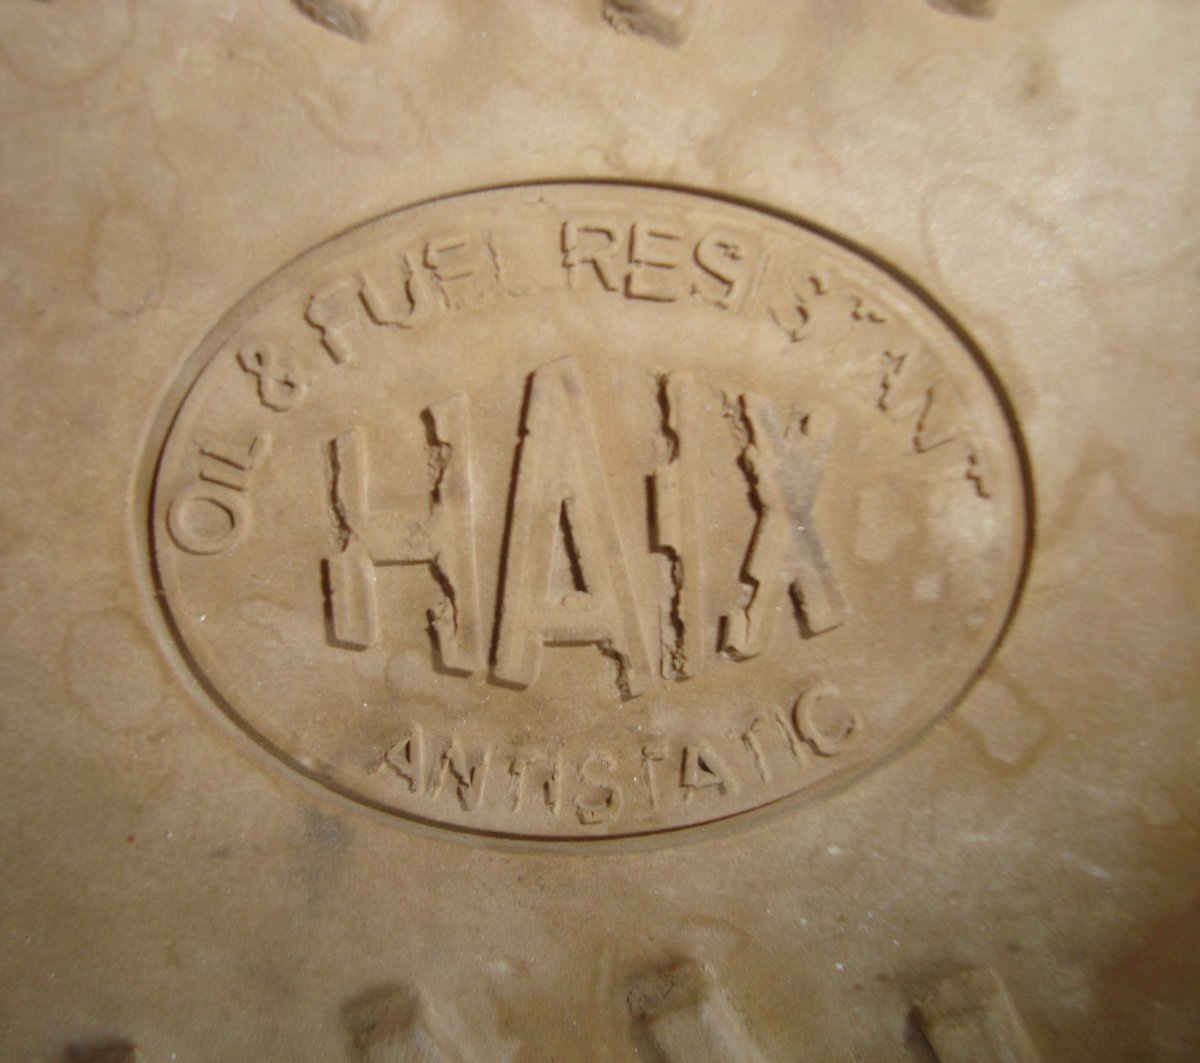 OIL & FUEL RESISTANT
HAIX
ANTISTATIC